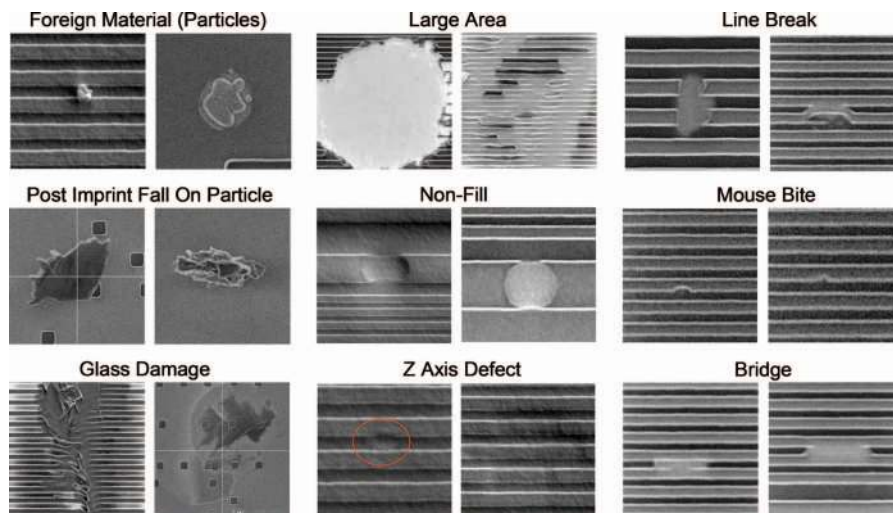 Foreign Material (Particles)
Large Area
Line Break
Post Imprint Fall On Particle
Non-Fill
Mouse Bite
Glass Damage
Z Axis Defect
Bridge